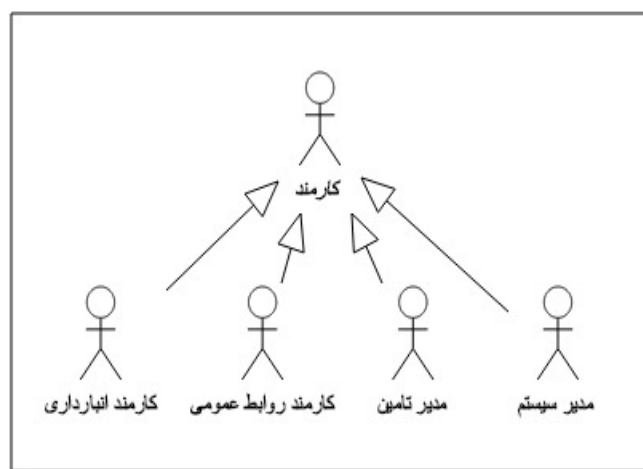 کارمند
مدیر سیستم
مدیر تامین
کارمند روابط عمومی
کارمند انبارداری